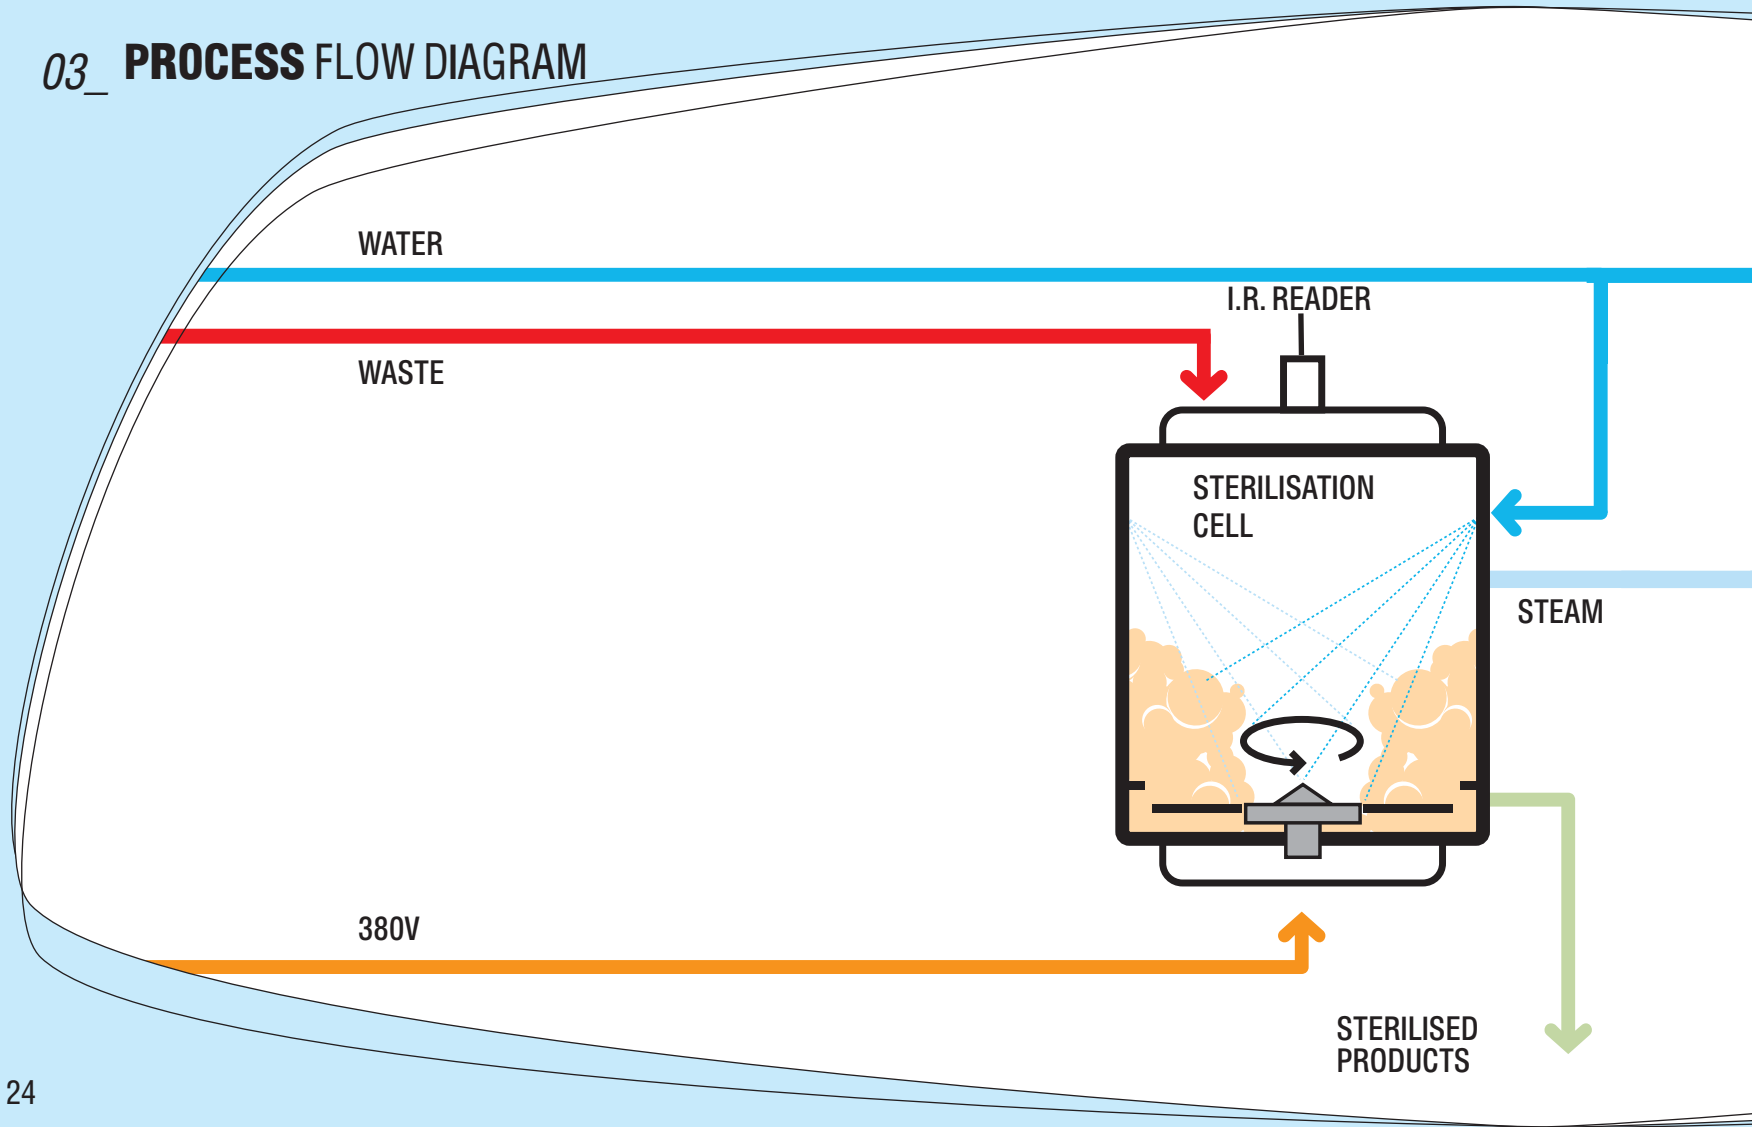 03_ PROCESS FLOW DIAGRAM
WATER
I.R. READER
WASTE
STERILISATION
CELL
STEAM
380V
STERILISED
PRODUCTS
24